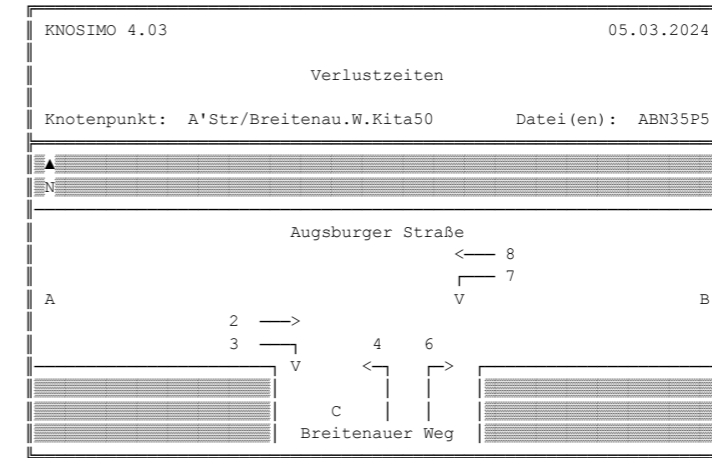 KNOSIMO 4.03 05.03.2024
Verlustzeiten
Knotenpunkt: A'Str/Breitenau.W.Kita50 Datei(en): ABN35P5
▲
N
Augsburger Straße
<─── 8
┌─── 7
A V B
2 ───>
3 ───┐ 4 6
V <─┐ ┌─>
C
Breitenauer Weg